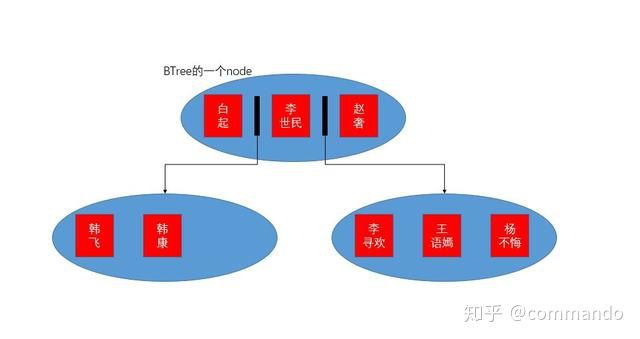 BTree的一个node
白
起
李
世民
赵
奢
韩
飞
韩
康
李
寻欢
王
语嫣
杨
不悔
知乎 @commando